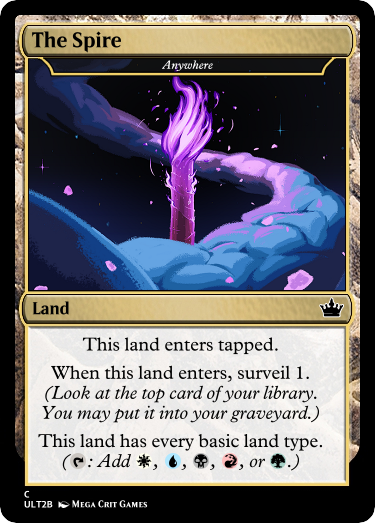 The Spire
Anywhere
Land
This land enters tapped.
When this land enters, surveil 1.
(Look at the top card of your library.
You may put it into your graveyard.)
This land has every basic land type.
(: Add , , , , or .)
C
ULT2B Mega Crit Games